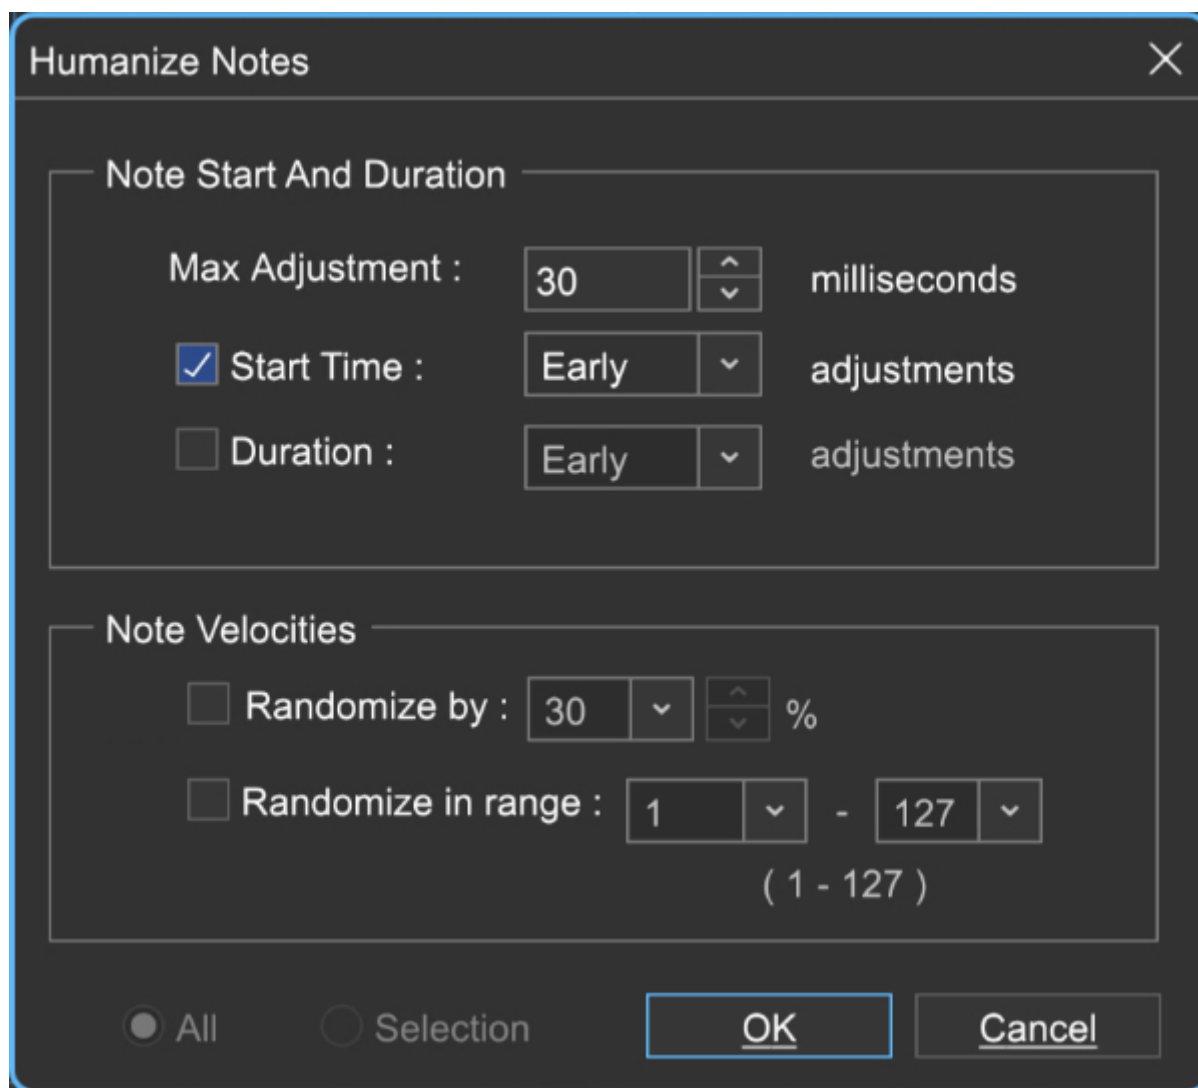 Humanize Notes
Note Start And Duration
Max Adjustment : 30 milliseconds
Start Time : Early adjustments
Duration : Early adjustments
Note Velocities
Randomize by : 30 %
Randomize in range : 1 - 127
( 1 - 127 )
All Selection OK Cancel